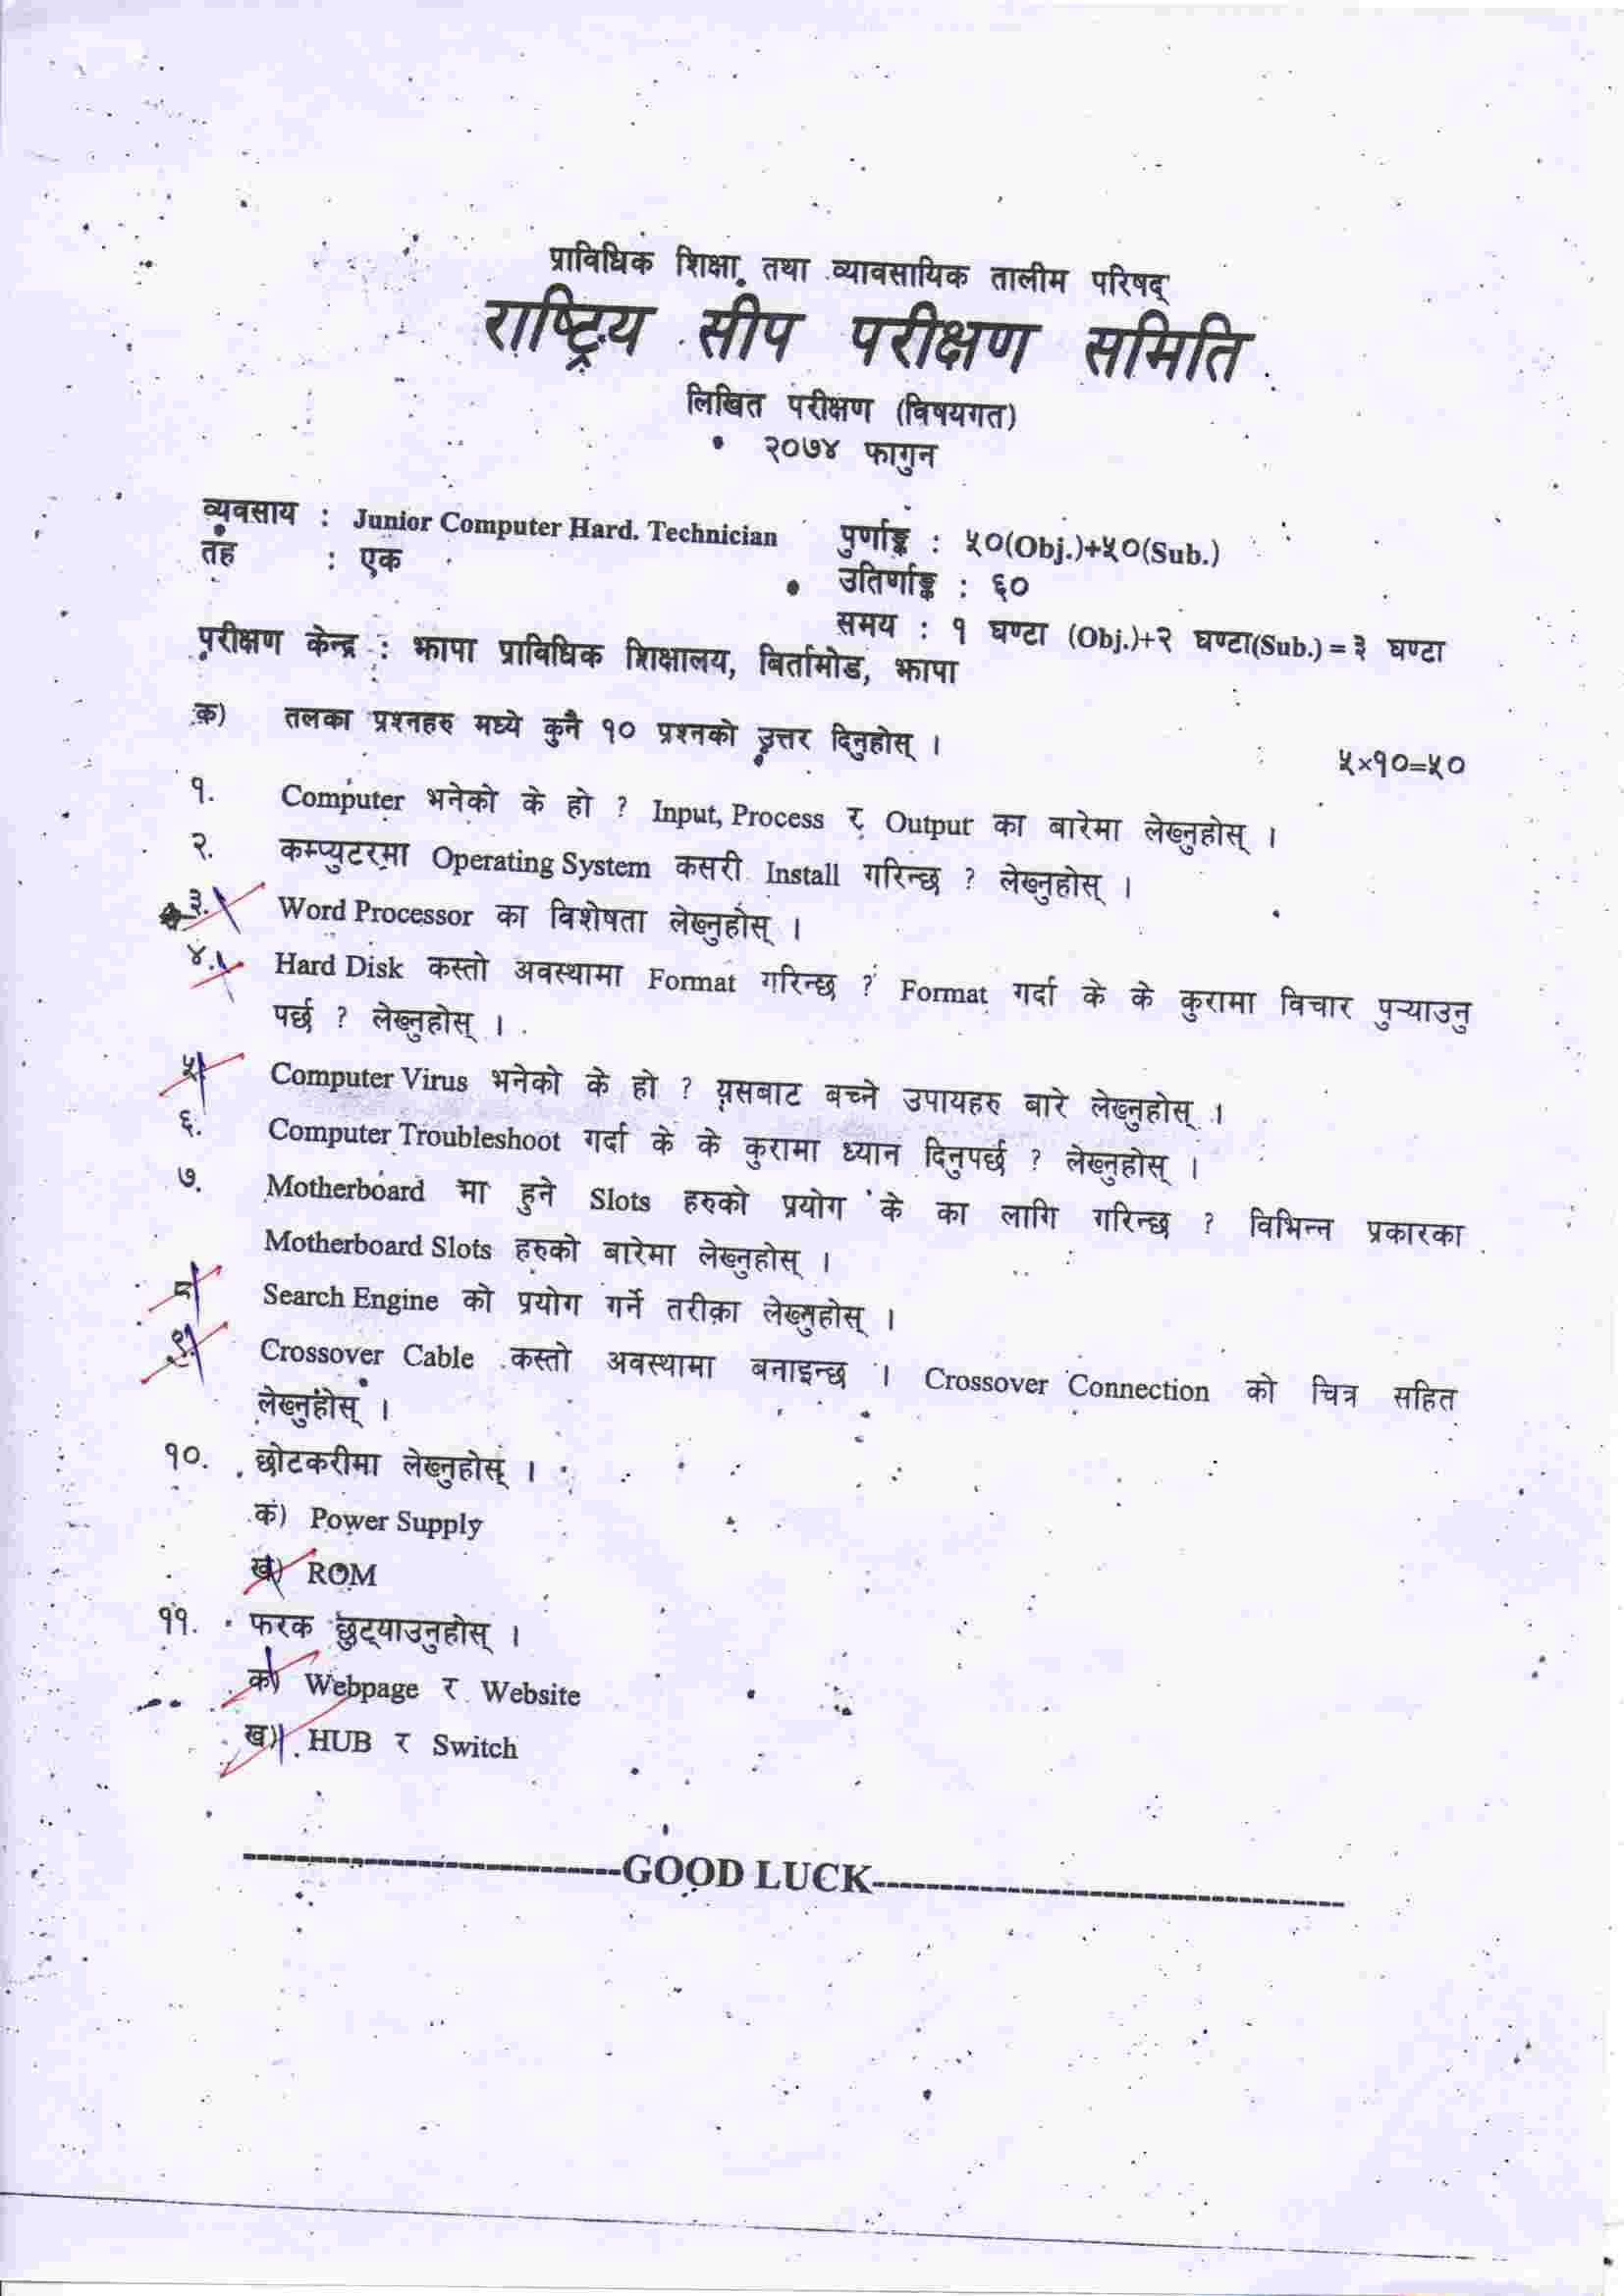 प्राविधिक शिक्षा तथा व्यावसायिक तालीम परिषद्
राष्ट्रिय सीप परीक्षण समिति
लिखित परीक्षण (विषयगत)
२०७४ फागुन
व्यवसाय : Junior Computer Hard. Technician पुर्णाङ्क : ५०(Obj.)+५०(Sub.)
तह : एक उतिर्णाङ्क : ६०
समय : १ घण्टा (Obj.)+२ घण्टा(Sub.) = ३ घण्टा
परीक्षण केन्द्र : झापा प्राविधिक शिक्षालय, बिर्तामोड, झापा
क) तलका प्रश्नहरु मध्ये कुनै १० प्रश्नको उत्तर दिनुहोस् । ५×१०=५०
१. Computer भनेको के हो ? Input, Process र Output का बारेमा लेख्नुहोस् ।
२. कम्प्युटरमा Operating System कसरी Install गरिन्छ ? लेख्नुहोस् ।
३. Word Processor का विशेषता लेख्नुहोस् ।
४. Hard Disk कस्तो अवस्थामा Format गरिन्छ ? Format गर्दा के के कुरामा विचार पुऱ्याउनु
पर्छ ? लेख्नुहोस् ।
५. Computer Virus भनेको के हो ? यसबाट बच्ने उपायहरु बारे लेख्नुहोस् ।
६. Computer Troubleshoot गर्दा के के कुरामा ध्यान दिनुपर्छ ? लेख्नुहोस् ।
७. Motherboard मा हुने Slots हरुको प्रयोग के का लागि गरिन्छ ? विभिन्न प्रकारका
Motherboard Slots हरुको बारेमा लेख्नुहोस् ।
८ Search Engine को प्रयोग गर्ने तरीका लेख्नुहोस् ।
९. Crossover Cable कस्तो अवस्थामा बनाइन्छ । Crossover Connection को चित्र सहित
लेख्नुहोस् ।
१०. छोटकरीमा लेख्नुहोस् ।
क) Power Supply
ख) ROM
११. फरक छुट्याउनुहोस् ।
क) Webpage र Website
ख) HUB र Switch
----------------------------GOOD LUCK-----------------------------------